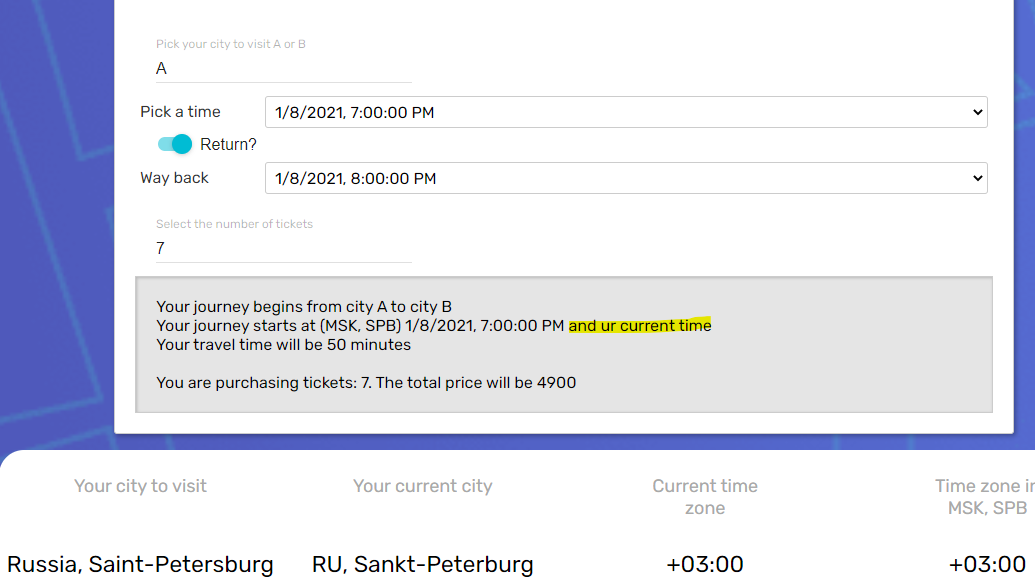 Pick your city to visit A or B
A
Pick a time
1/8/2021, 7:00:00 PM
Return?
Way back
1/8/2021, 8:00:00 PM
Select the number of tickets
7
Your journey begins from city A to city B
Your journey starts at (MSK, SPB) 1/8/2021, 7:00:00 PM and ur current time
Your travel time will be 50 minutes
You are purchasing tickets: 7. The total price will be 4900
Your city to visit
Your current city
Current time
zone
Time zone in
MSK, SPB
Russia, Saint-Petersburg
RU, Sankt-Peterburg
+03:00
+03:00